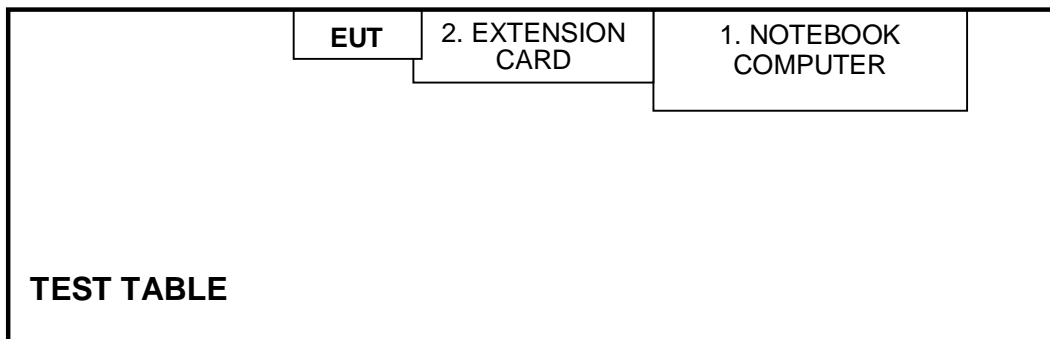 EUT
2. EXTENSION
CARD
1. NOTEBOOK
COMPUTER
TEST TABLE